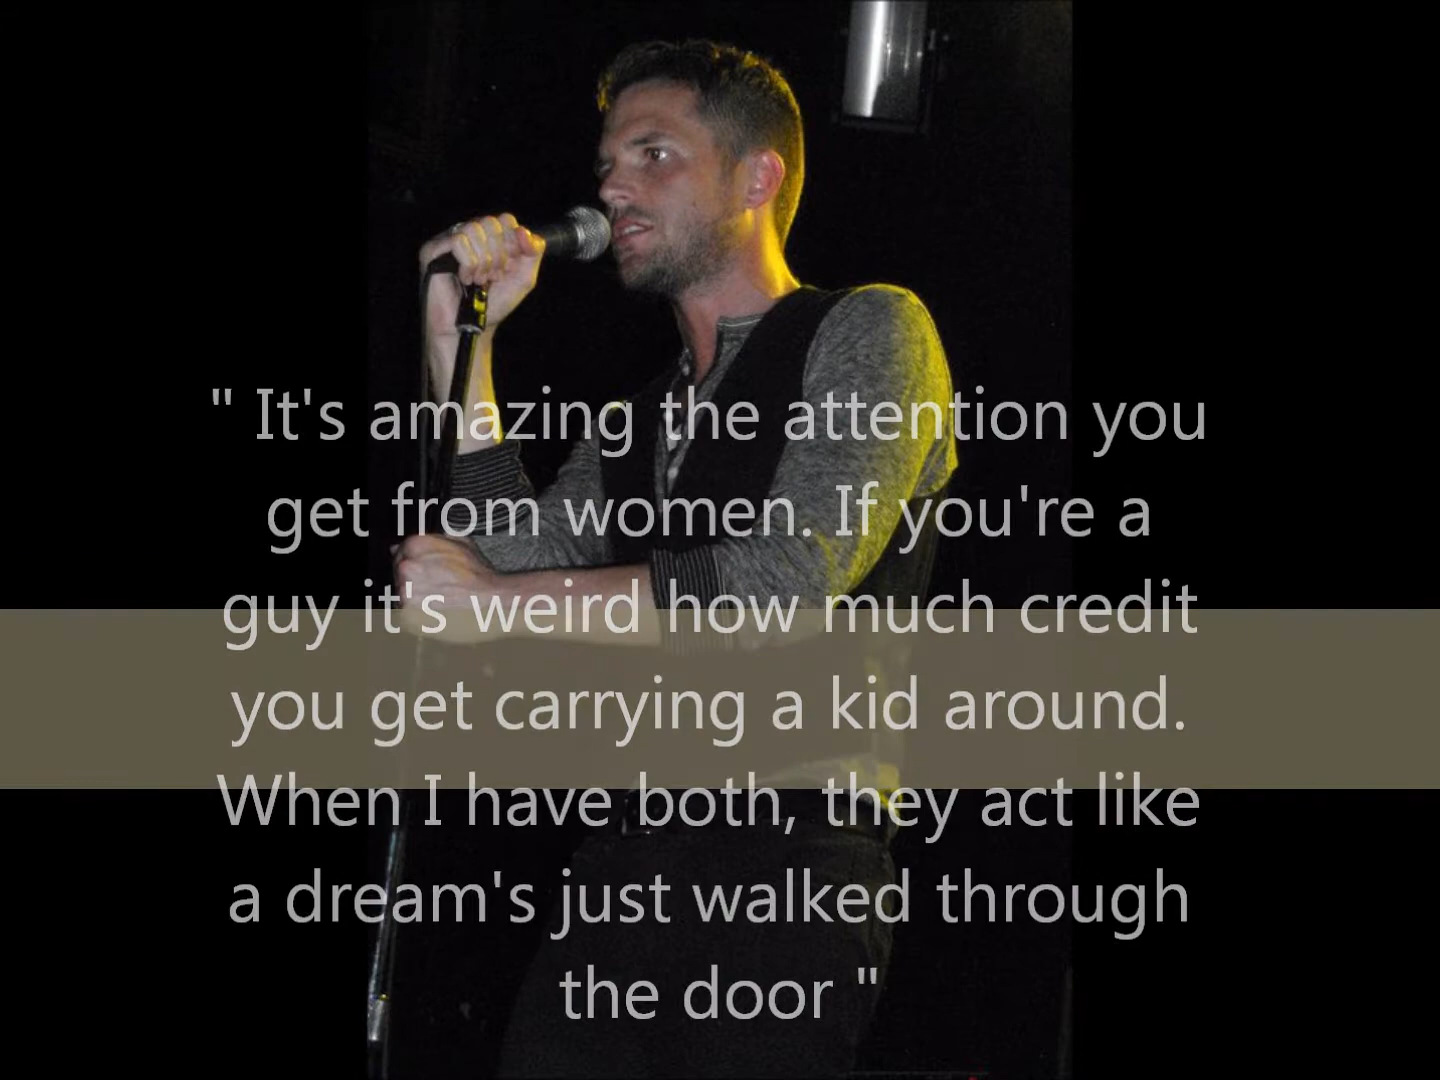 " It's amazing the attention you
get from women. If you're a
guy it's weird how much credit
you get carrying a kid around.
When I have both, they act like
a dream's just walked through
the door "